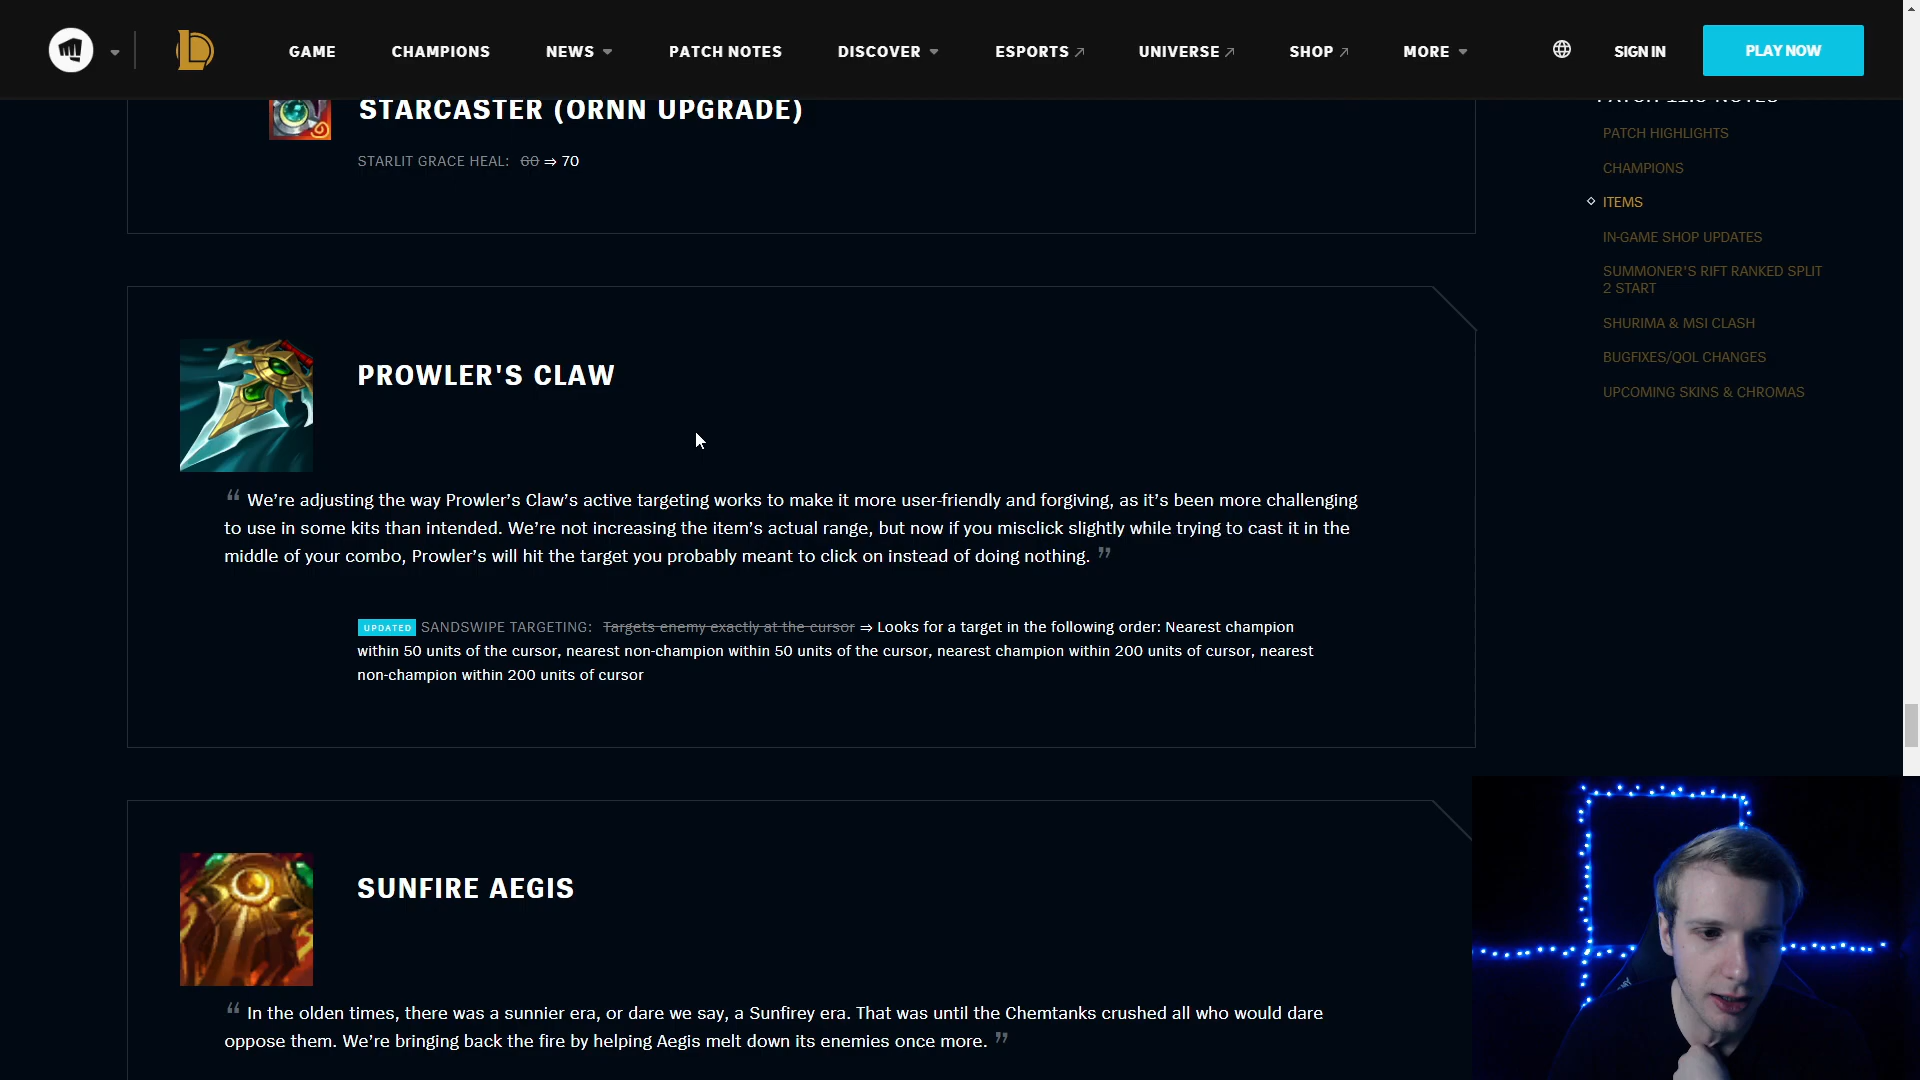 GAME
CHAMPIONS
NEWS
PATCH NOTES
DISCOVER
ESPORTS
UNIVERSE
SHOP
MORE
SIGN IN
PLAY NOW
STARCASTER (ORNN UPGRADE)
STARLIT GRACE HEAL: 60 ⇒ 70
PROWLER'S CLAW
“ We’re adjusting the way Prowler’s Claw’s active targeting works to make it more user-friendly and forgiving, as it’s been more challenging
to use in some kits than intended. We’re not increasing the item’s actual range, but now if you misclick slightly while trying to cast it in the
middle of your combo, Prowler’s will hit the target you probably meant to click on instead of doing nothing. ”
UPDATED SANDSWIPE TARGETING: Targets enemy exactly at the cursor ⇒ Looks for a target in the following order: Nearest champion
within 50 units of the cursor, nearest non-champion within 50 units of the cursor, nearest champion within 200 units of cursor, nearest
non-champion within 200 units of cursor
SUNFIRE AEGIS
“ In the olden times, there was a sunnier era, or dare we say, a Sunfirey era. That was until the Chemtanks crushed all who would dare
oppose them. We’re bringing back the fire by helping Aegis melt down its enemies once more. ”
PATCH HIGHLIGHTS
CHAMPIONS
ITEMS
IN-GAME SHOP UPDATES
SUMMONER'S RIFT RANKED SPLIT
2 START
SHURIMA & MSI CLASH
BUGFIXES/QOL CHANGES
UPCOMING SKINS & CHROMAS